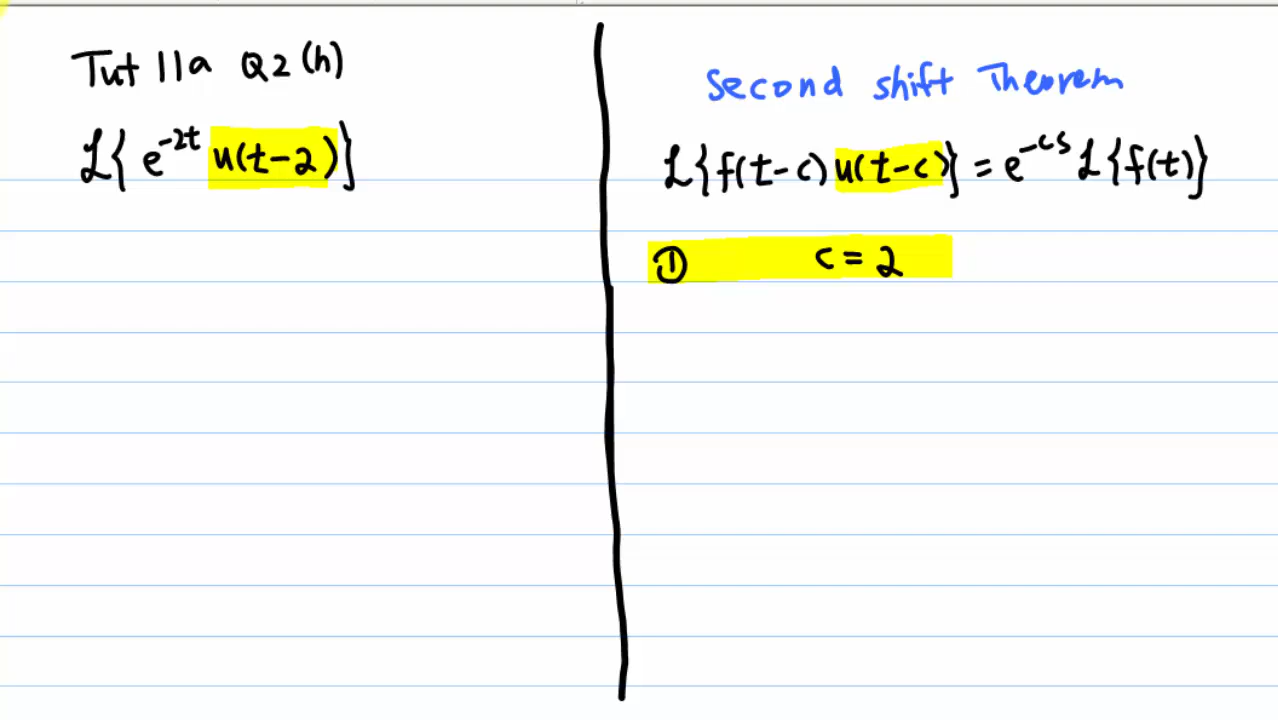 Tut 11a Q2 (h)
ℒ{ e^{-2t} u(t-2)}
Second shift Theorem
ℒ{f(t-c) u(t-c)} = e^{-cs} ℒ{f(t)}
① c = 2